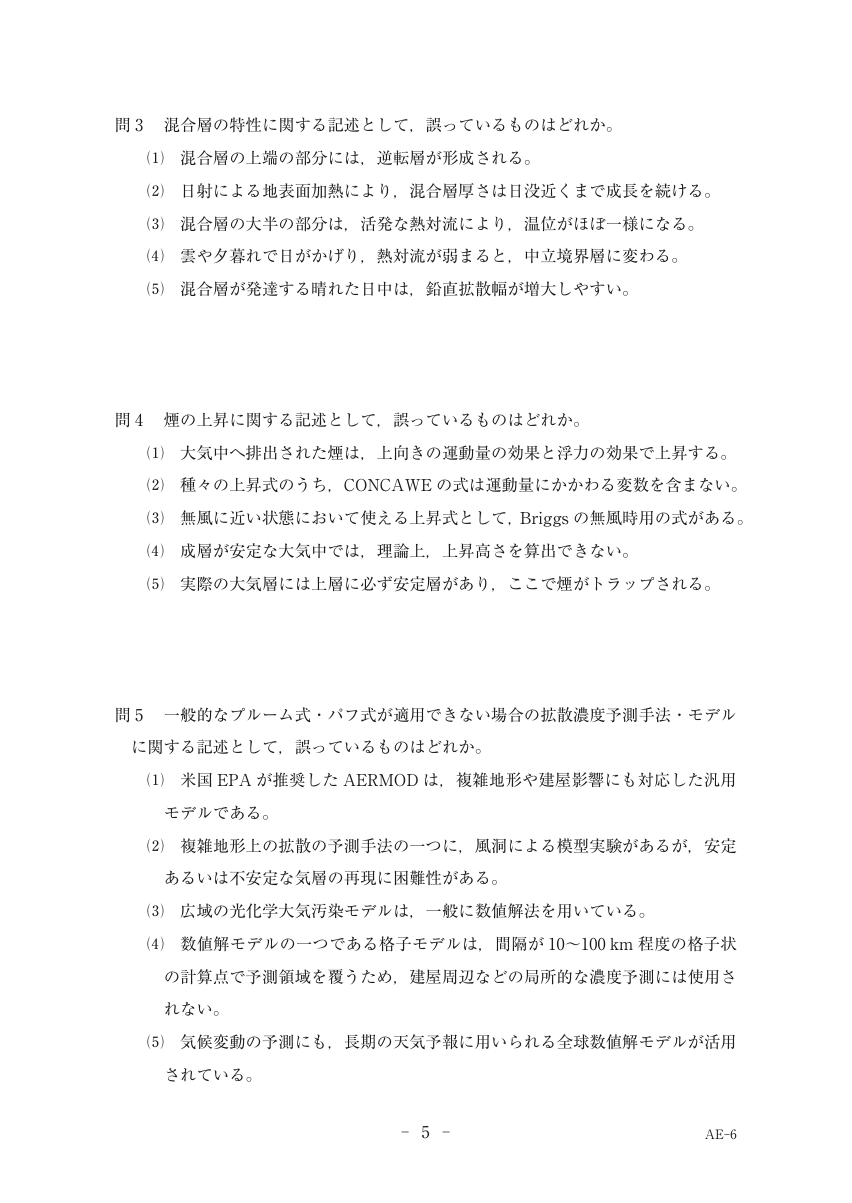 問3　混合層の特性に関する記述として，誤っているものはどれか。
⑴　混合層の上端の部分には，逆転層が形成される。
⑵　日射による地表面加熱により，混合層厚さは日没近くまで成長を続ける。
⑶　混合層の大半の部分は，活発な熱対流により，温位がほぼ一様になる。
⑷　雲や夕暮れで日がかげり，熱対流が弱まると，中立境界層に変わる。
⑸　混合層が発達する晴れた日中は，鉛直拡散幅が増大しやすい。
問4　煙の上昇に関する記述として，誤っているものはどれか。
⑴　大気中へ排出された煙は，上向きの運動量の効果と浮力の効果で上昇する。
⑵　種々の上昇式のうち，CONCAWE の式は運動量にかかわる変数を含まない。
⑶　無風に近い状態において使える上昇式として，Briggs の無風時用の式がある。
⑷　成層が安定な大気中では，理論上，上昇高さを算出できない。
⑸　実際の大気層には上層に必ず安定層があり，ここで煙がトラップされる。
問5　一般的なプルーム式・パフ式が適用できない場合の拡散濃度予測手法・モデル
に関する記述として，誤っているものはどれか。
⑴　米国 EPA が推奨した AERMOD は，複雑地形や建屋影響にも対応した汎用
モデルである。
⑵　複雑地形上の拡散の予測手法の一つに，風洞による模型実験があるが，安定
あるいは不安定な気層の再現に困難性がある。
⑶　広域の光化学大気汚染モデルは，一般に数値解法を用いている。
⑷　数値解モデルの一つである格子モデルは，間隔が 10～100 km 程度の格子状
の計算点で予測領域を覆うため，建屋周辺などの局所的な濃度予測には使用さ
れない。
⑸　気候変動の予測にも，長期の天気予報に用いられる全球数値解モデルが活用
されている。
- 5 -
AE-6